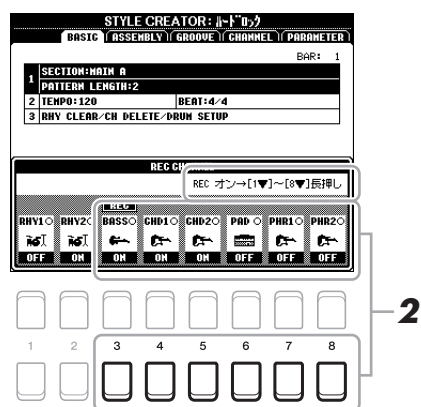 STYLE CREATOR: ﾊｰﾄﾞﾛｯｸ
BASIC ASSEMBLY GROOVE CHANNEL PARAMETER
BAR: 1
1 SECTION:MAIN A
PATTERN LENGTH:2
2 TEMPO:120 BEAT:4/4
3 RHY CLEAR/CH DELETE/DRUM SETUP
REC CH
REC オン→[1▼]～[8▼]長押し
REC
RHY1 RHY2 BASS CHD1 CHD2 PAD PHR1 PHR2
OFF ON ON ON ON OFF OFF OFF
2
1 2 3 4 5 6 7 8